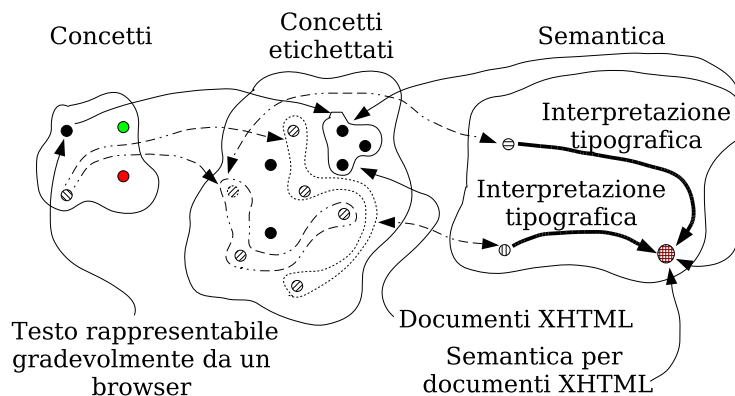 Concetti
Concetti
etichettati
Semantica
Interpretazione
tipografica
Interpretazione
tipografica
Testo rappresentabile
gradevolmente da un
browser
Documenti XHTML
Semantica per
documenti XHTML